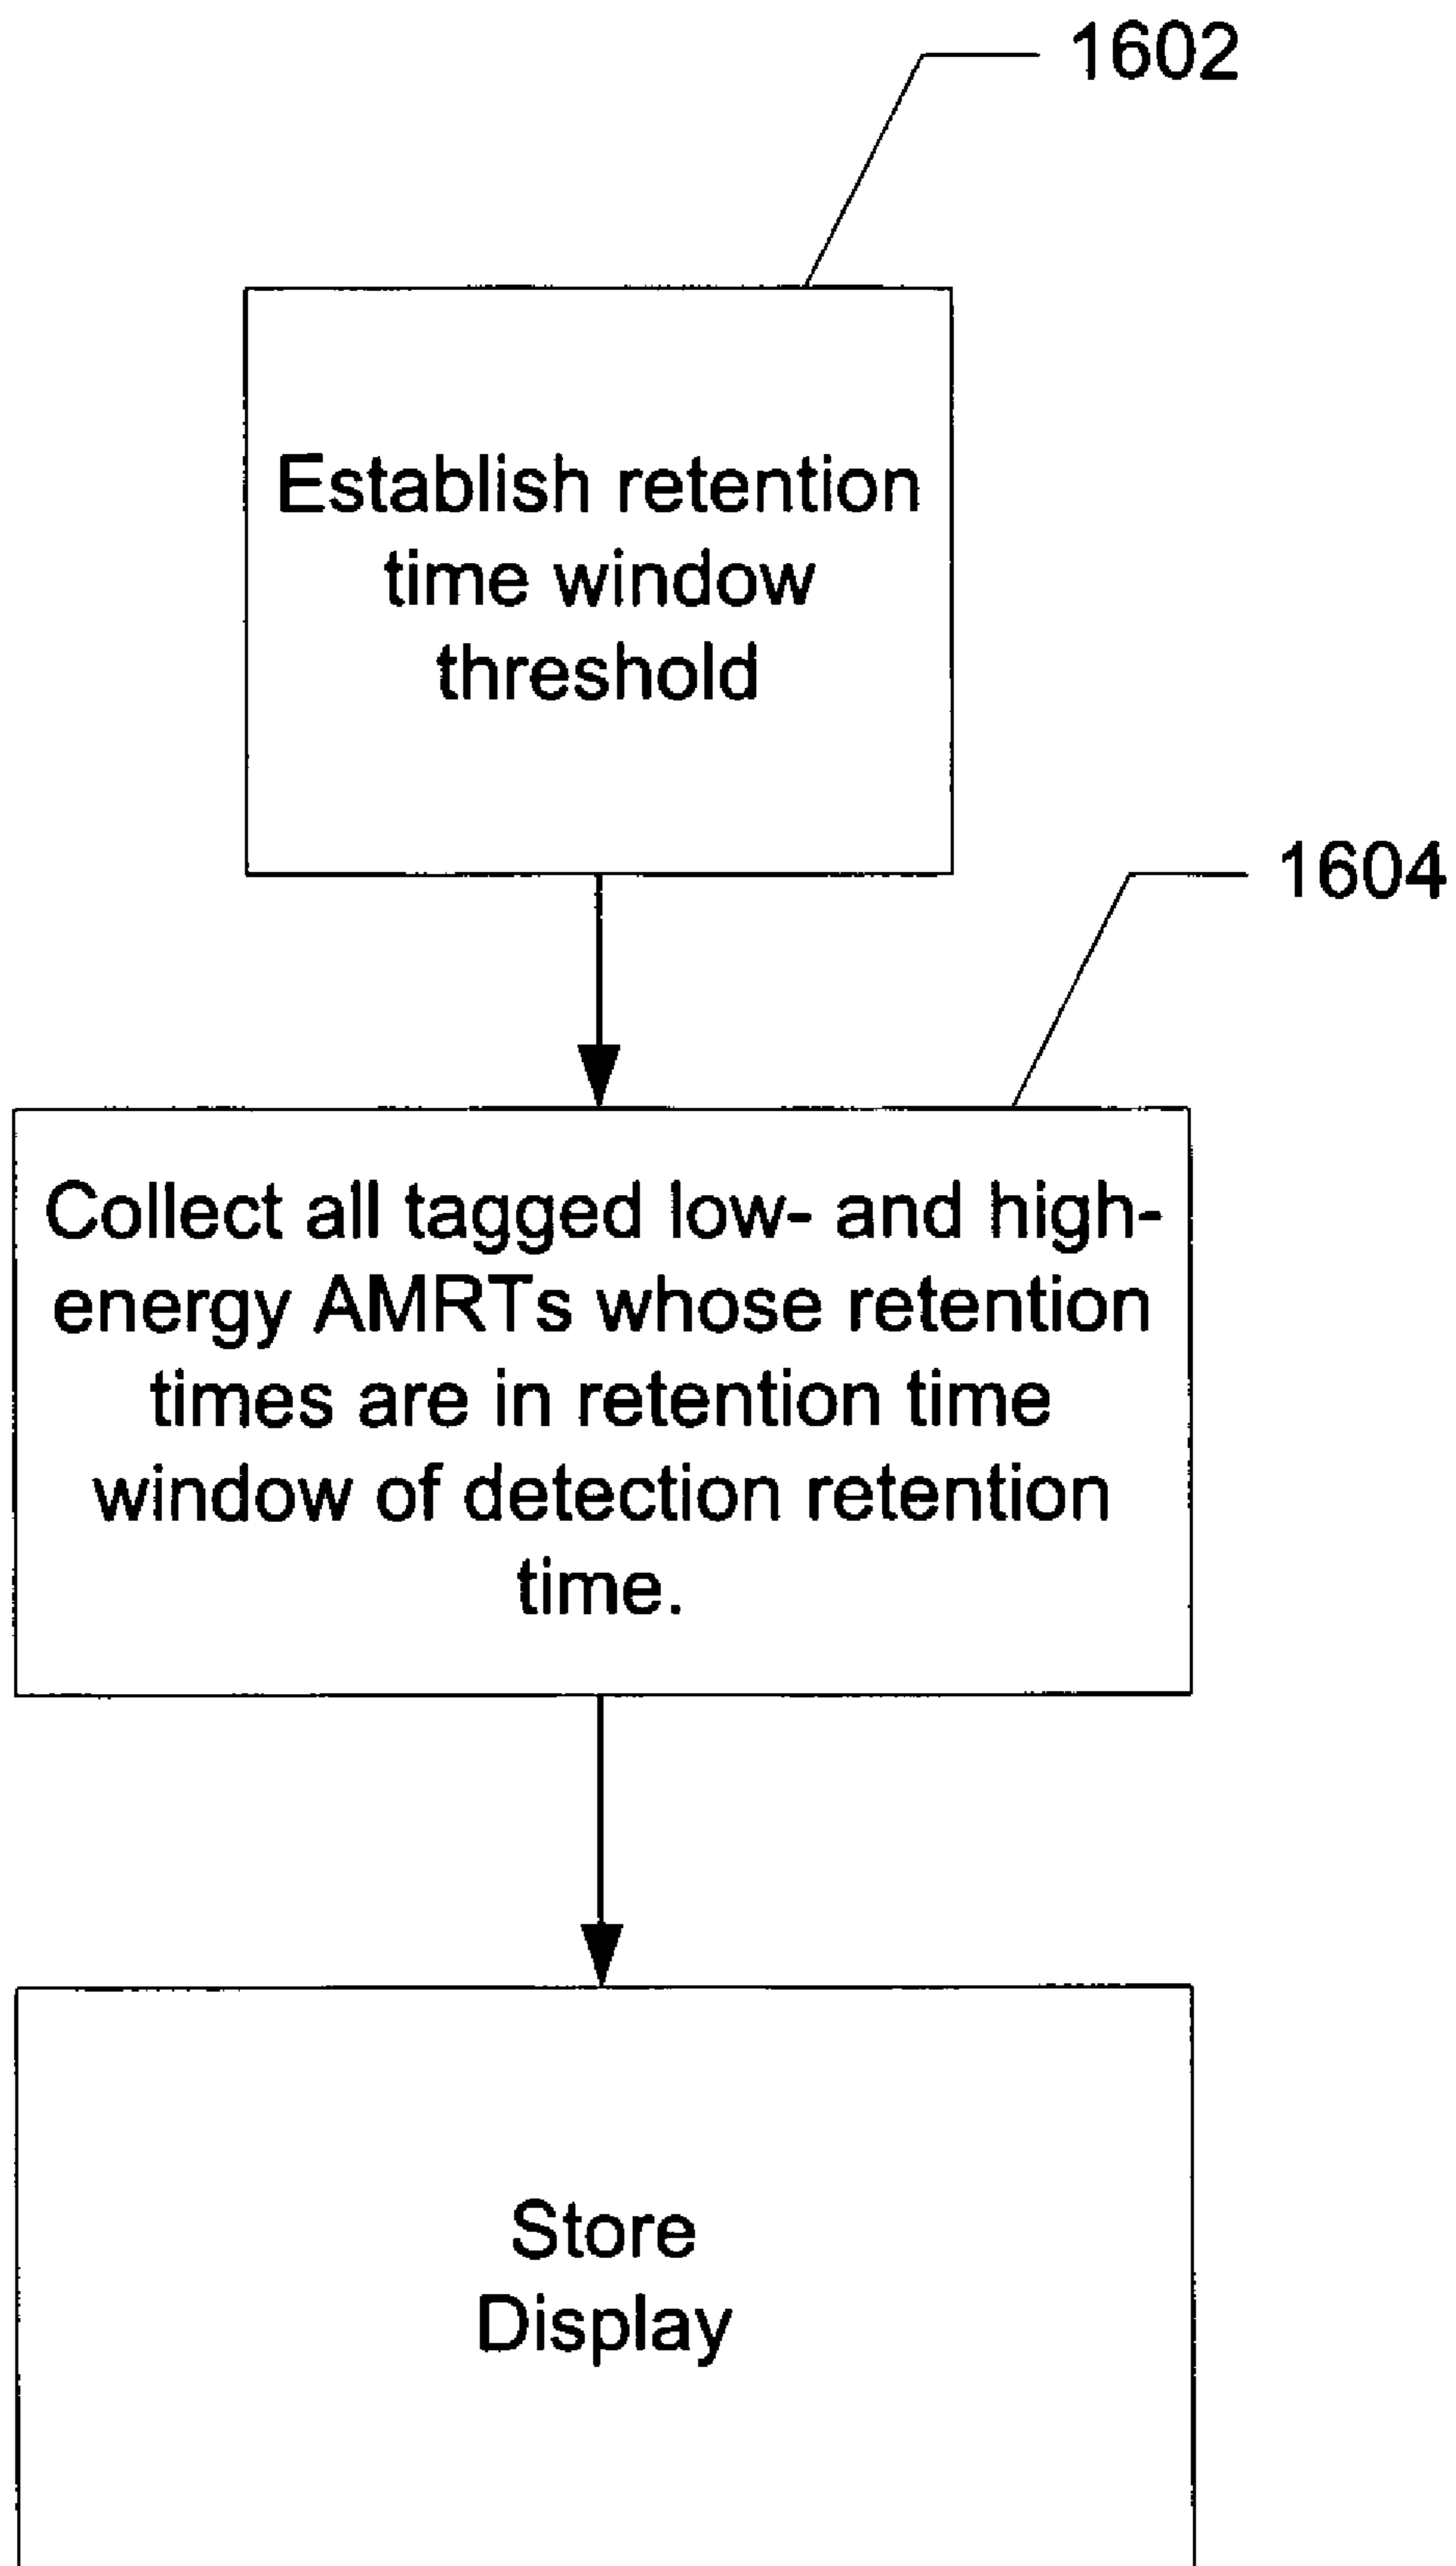 1602
Establish retention
time window
threshold
1604
Collect all tagged low- and high-
energy AMRTs whose retention
times are in retention time
window of detection retention
time.
Store
Display